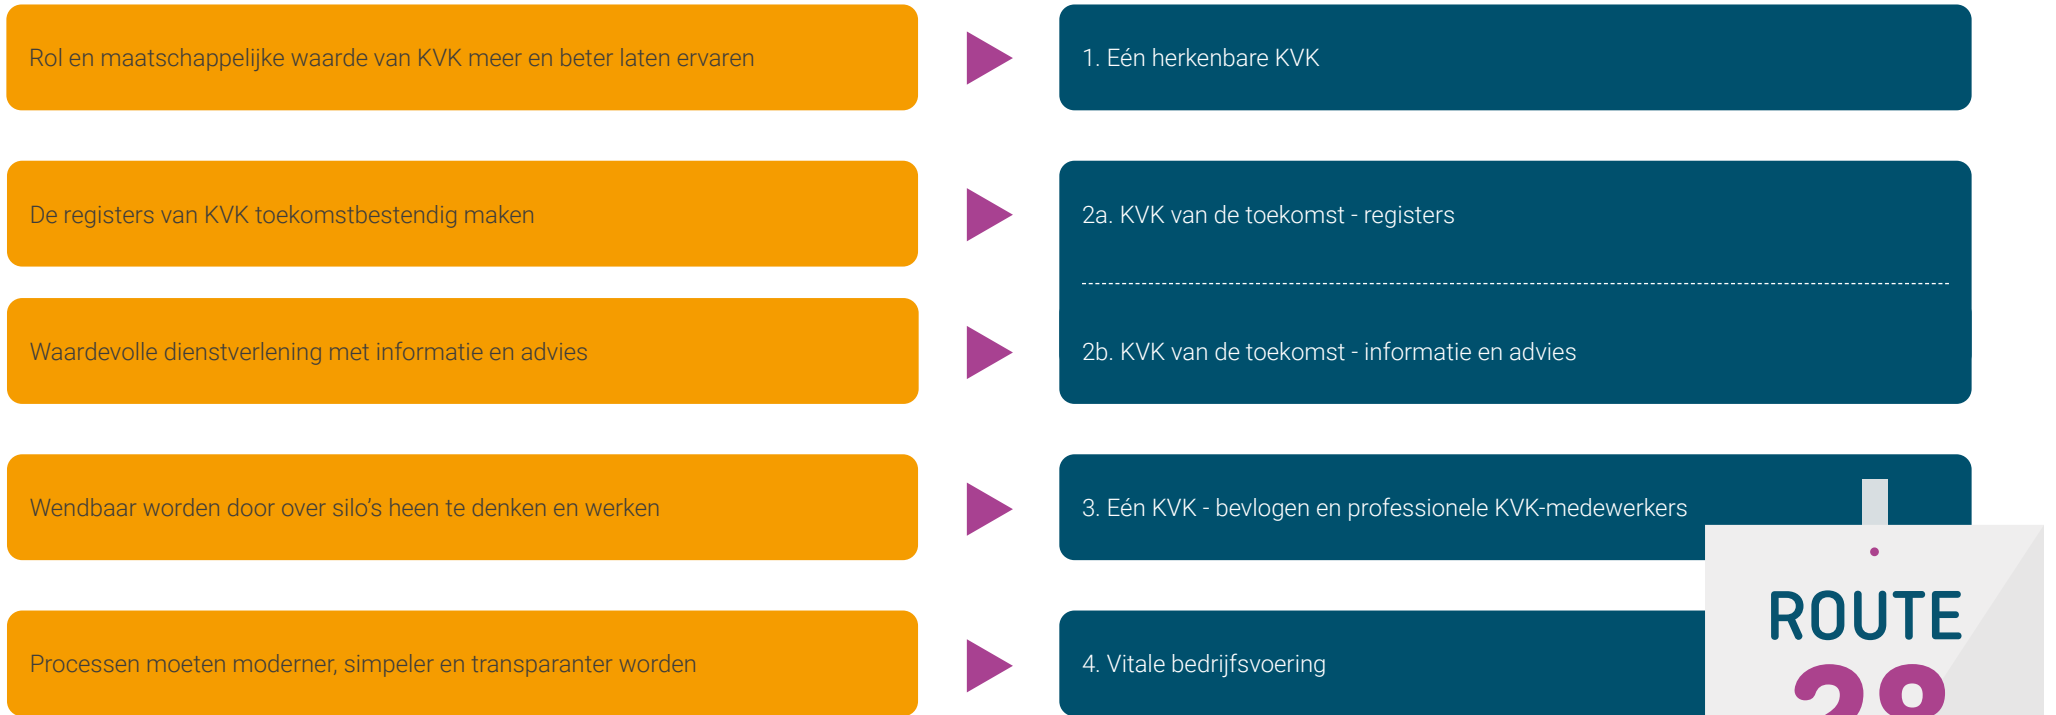 Rol en maatschappelijke waarde van KVK meer en beter laten ervaren
1. Eén herkenbare KVK
De registers van KVK toekomstbestendig maken
2a. KVK van de toekomst - registers
Waardevolle dienstverlening met informatie en advies
2b. KVK van de toekomst - informatie en advies
Wendbaar worden door over silo’s heen te denken en werken
3. Eén KVK - bevlogen en professionele KVK-medewerkers
Processen moeten moderner, simpeler en transparanter worden
4. Vitale bedrijfsvoering
ROUTE
28